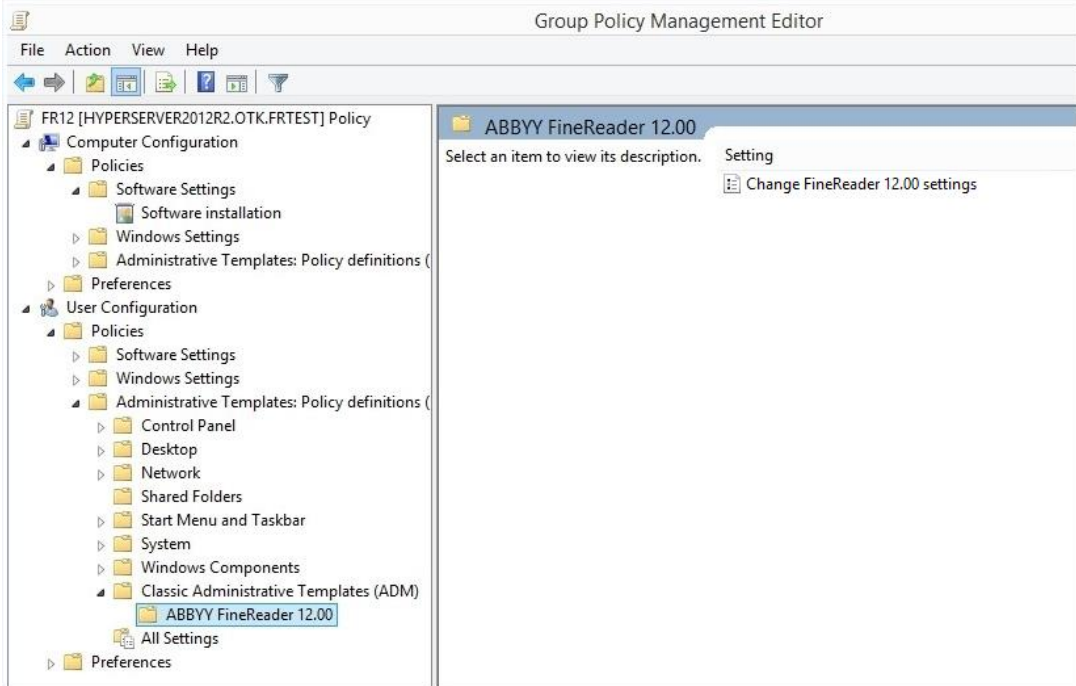 Group Policy Management Editor
File Action View Help
FR12 [HYPERSERVER2012R2.OTK.FRTEST] Policy
Computer Configuration
Policies
Software Settings
Software installation
Windows Settings
Administrative Templates: Policy definitions (
Preferences
User Configuration
Policies
Software Settings
Windows Settings
Administrative Templates: Policy definitions (
Control Panel
Desktop
Network
Shared Folders
Start Menu and Taskbar
System
Windows Components
Classic Administrative Templates (ADM)
ABBYY FineReader 12.00
All Settings
Preferences
ABBYY FineReader 12.00
Select an item to view its description.
Setting
Change FineReader 12.00 settings